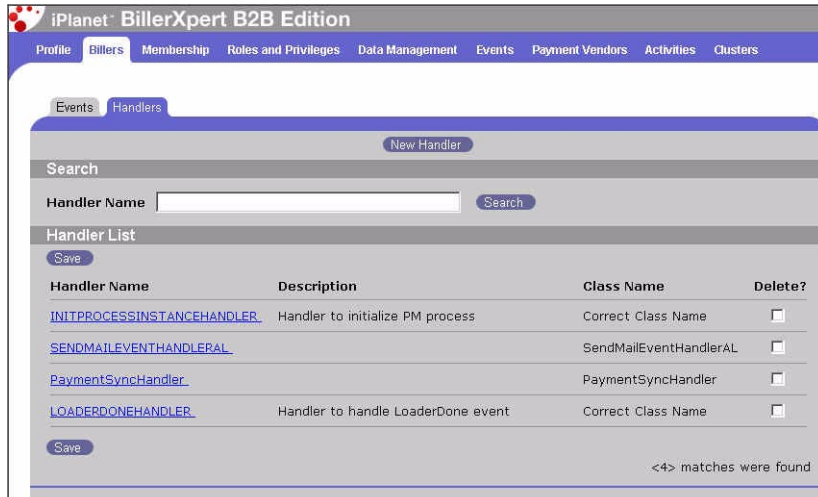 iPlanet™ BillerXpert B2B Edition
Profile Billers Membership Roles and Privileges Data Management Events Payment Vendors Activities Clusters
Events Handlers
New Handler
Search
Handler Name Search
Handler List
Save
Handler Name Description Class Name Delete?
INITPROCESSINSTANCEHANDLER Handler to initialize PM process Correct Class Name
SENDMAILEVENTHANDLERAL SendMailEventHandlerAL
PaymentSyncHandler PaymentSyncHandler
LOADERDONEHANDLER Handler to handle LoaderDone event Correct Class Name
Save
<4> matches were found